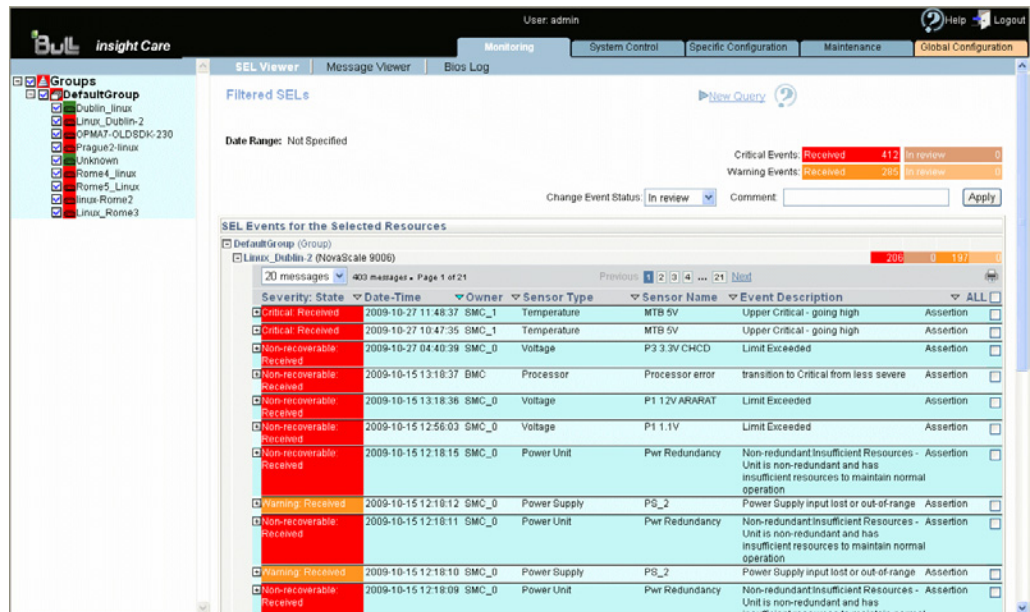 User: admin
Help Logout
Bull insight Care
Monitoring System Control Specific Configuration Maintenance Global Configuration
SEL Viewer Message Viewer Bios Log
Groups
DefaultGroup
Dublin_linux
Linux_Dublin-2
OPMA7-OLDSDK-230
Prague2-linux
Unknown
Rome4_linux
Rome5_Linux
linux-Rome2
Linux_Rome3
Filtered SELs
New Query
Date Range: Not Specified
Critical Events: Received 412 In review 0
Warning Events: Received 285 In review 0
Change Event Status: In review Comment: Apply
SEL Events for the Selected Resources
DefaultGroup (Group)
Linux_Dublin-2 (NovaScale 9006) 206 0 197 0
20 messages 403 messages • Page 1 of 21 Previous 1 2 3 4 ... 21 Next
Severity: State Date-Time Owner Sensor Type Sensor Name Event Description ALL
Critical: Received 2009-10-27 11:48:37 SMC_1 Temperature MTB 5V Upper Critical - going high Assertion
Critical: Received 2009-10-27 10:47:35 SMC_1 Temperature MTB 5V Upper Critical - going high Assertion
Non-recoverable: 2009-10-27 04:40:39 SMC_0 Voltage P3 3.3V CHCD Limit Exceeded Assertion
Received
Non-recoverable: 2009-10-15 13:18:37 BMC Processor Processor error transition to Critical from less severe Assertion
Received
Non-recoverable: 2009-10-15 13:18:36 SMC_0 Voltage P1 12V ARARAT Limit Exceeded Assertion
Received
Non-recoverable: 2009-10-15 12:56:03 SMC_0 Voltage P1 1.1V Limit Exceeded Assertion
Received
Non-recoverable: 2009-10-15 12:18:15 SMC_0 Power Unit Pwr Redundancy Non-redundant:Insufficient Resources - Assertion
Received Unit is non-redundant and has
insufficient resources to maintain normal
operation
Warning: Received 2009-10-15 12:18:12 SMC_0 Power Supply PS_2 Power Supply input lost or out-of-range Assertion
Non-recoverable: 2009-10-15 12:18:11 SMC_0 Power Unit Pwr Redundancy Non-redundant:Insufficient Resources - Assertion
Received Unit is non-redundant and has
insufficient resources to maintain normal
operation
Warning: Received 2009-10-15 12:18:10 SMC_0 Power Supply PS_2 Power Supply input lost or out-of-range Assertion
Non-recoverable: 2009-10-15 12:18:09 SMC_0 Power Unit Pwr Redundancy Non-redundant:Insufficient Resources - Assertion
Received Unit is non-redundant and has